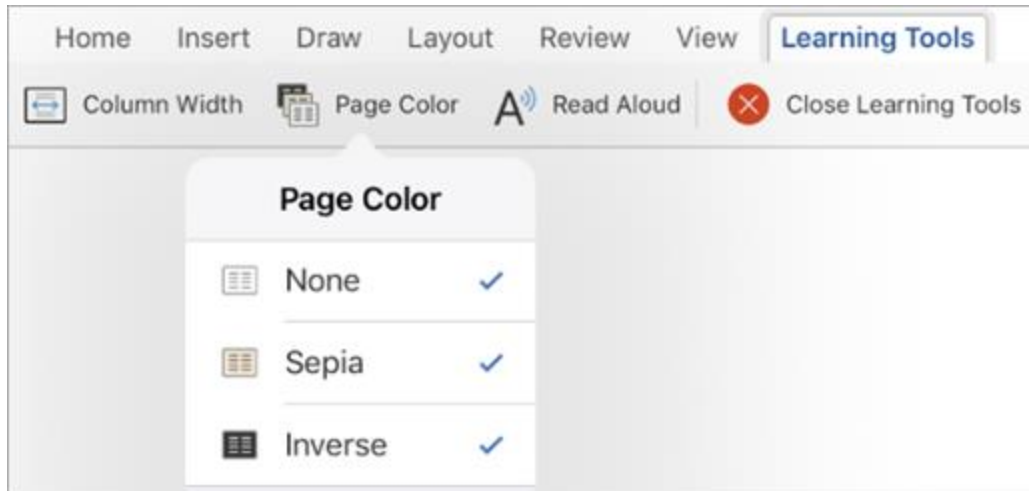 Home Insert Draw Layout Review View Learning Tools
Column Width Page Color A Read Aloud Close Learning Tools
Page Color
None
Sepia
Inverse